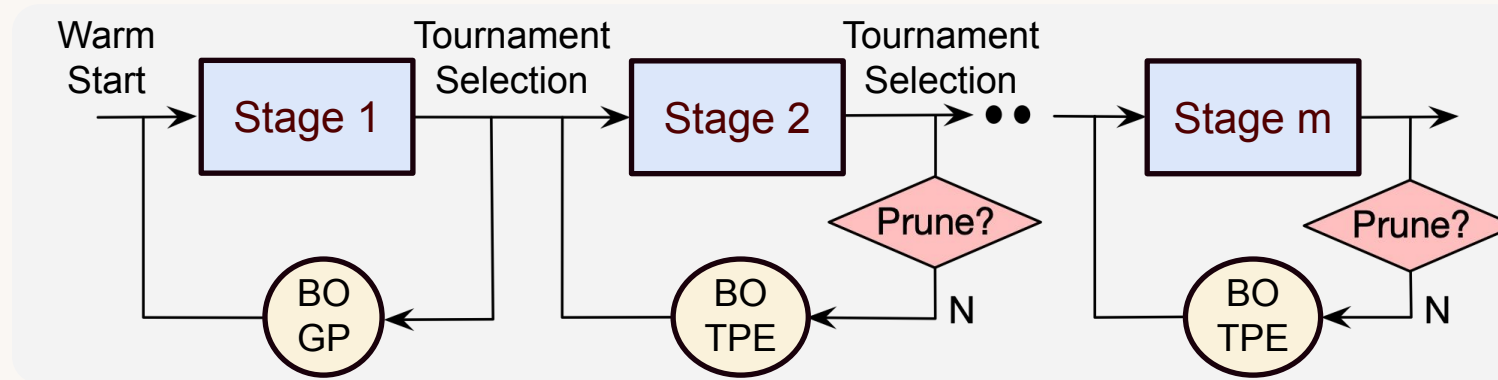 Warm
Start
Tournament
Selection
Tournament
Selection
Stage 1
Stage 2
Stage m
Prune?
Prune?
BO
GP
BO
TPE
N
BO
TPE
N